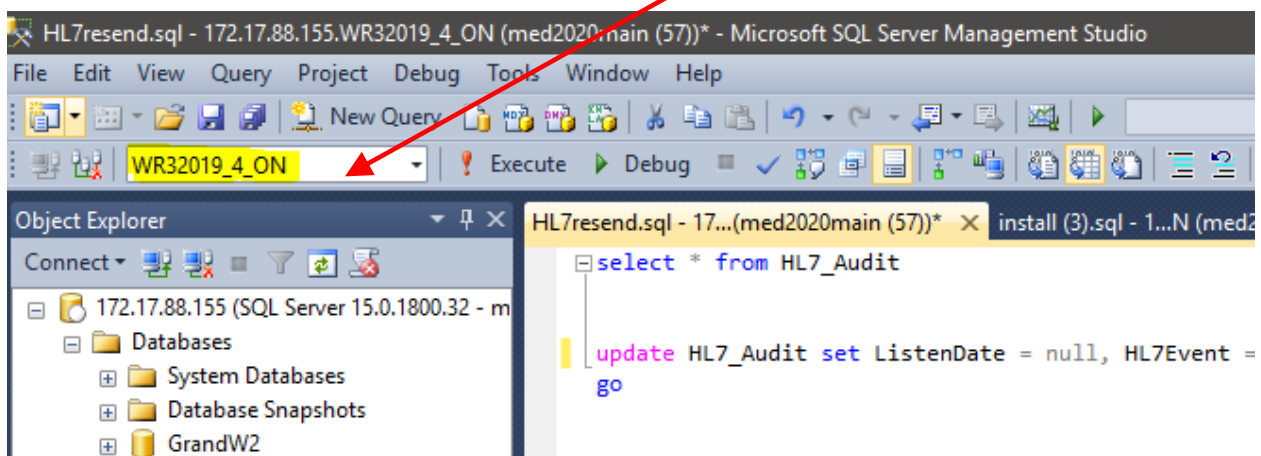 HL7resend.sql - 172.17.88.155.WR32019_4_ON (med2020main (57))* - Microsoft SQL Server Management Studio
File Edit View Query Project Debug Tools Window Help
New Query
WR32019_4_ON Execute Debug
Object Explorer
HL7resend.sql - 17...(med2020main (57))* install (3).sql - 1...N (med2
Connect
select * from HL7_Audit
172.17.88.155 (SQL Server 15.0.1800.32 - m
Databases
update HL7_Audit set ListenDate = null, HL7Event =
System Databases
go
Database Snapshots
GrandW2